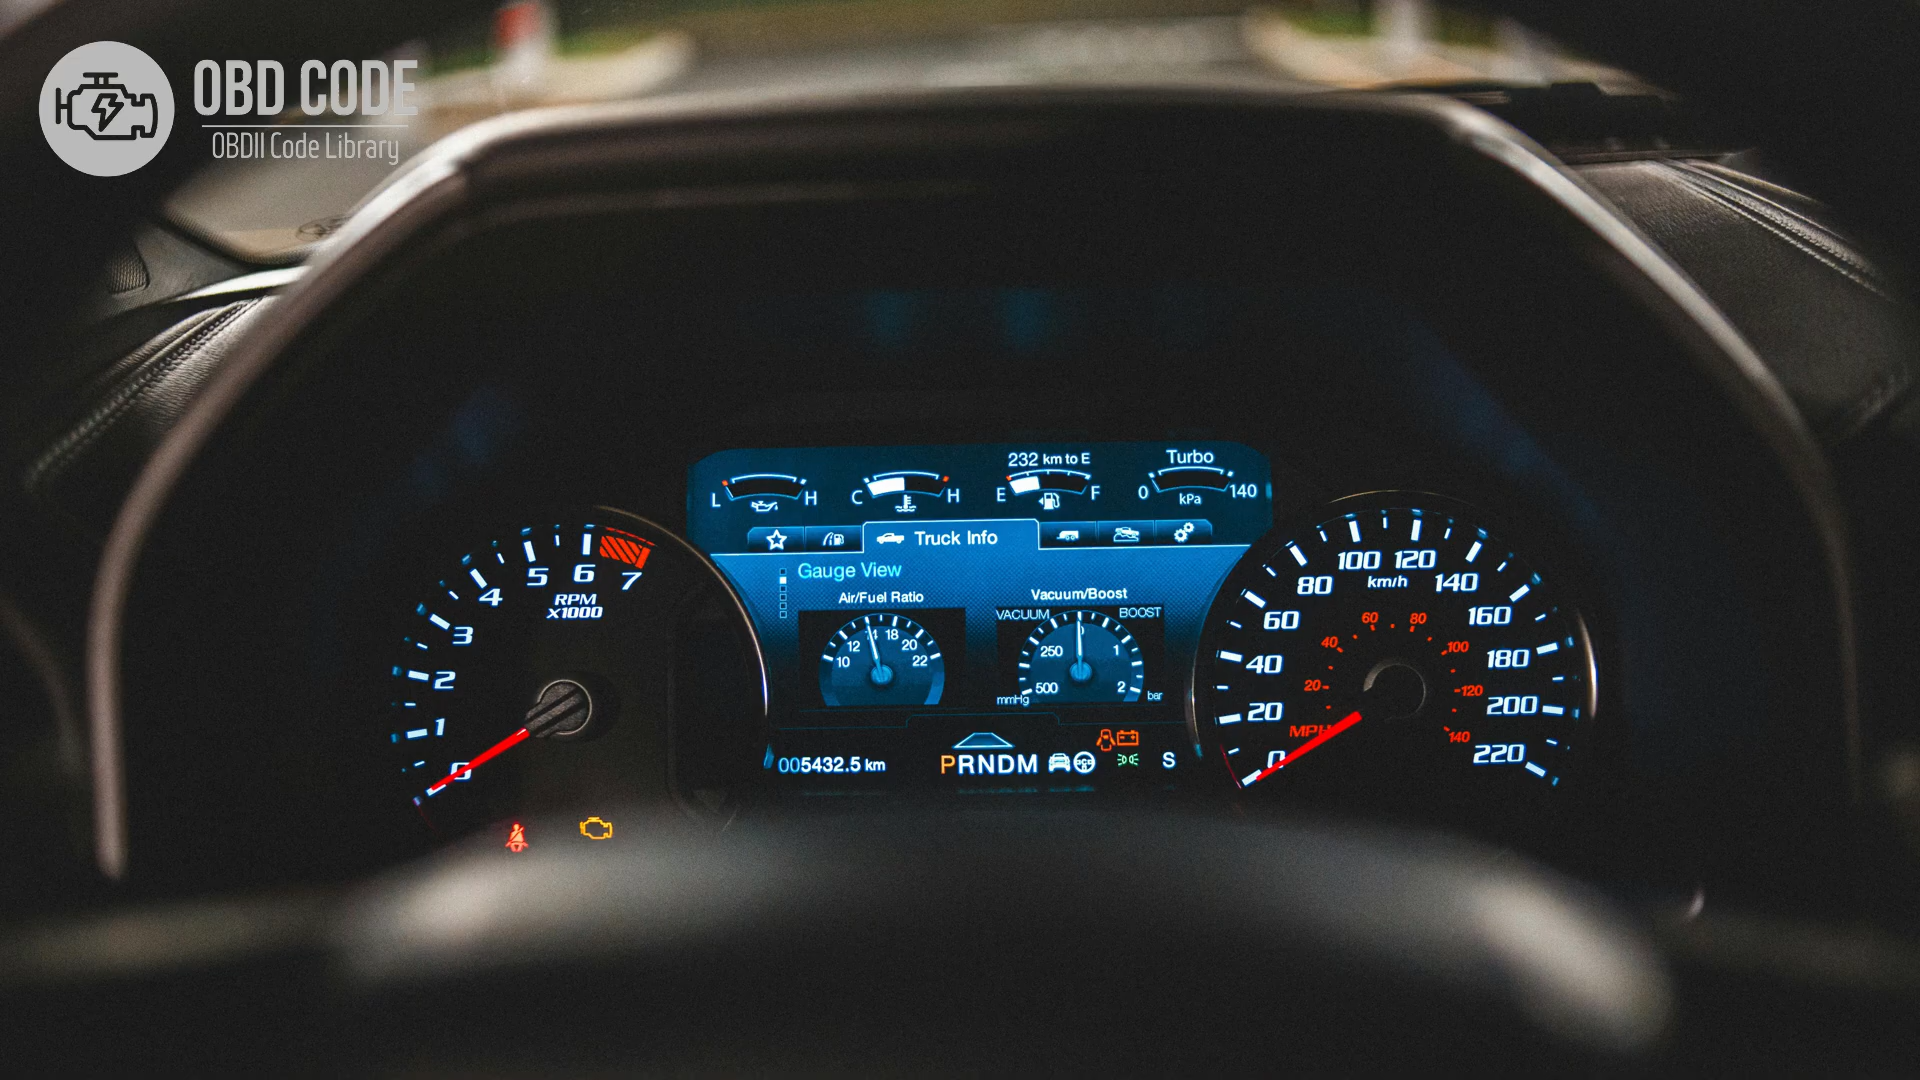 OBD CODE
OBDII Code Library
232 km to E
Turbo
L H
C H
E F
0 140
kPa
Truck Info
Gauge View
Air/Fuel Ratio
10 12 14 18 20 22
Vacuum/Boost
VACUUM BOOST
0
250 1
500 2
mmHg bar
0 1 2 3 4 5 6 7
RPM
X1000
0 20 40 60 80 100 120 140 160 180 200 220
km/h
20 40 60 80 100 120 140
MPH
005432.5 km
PRNDM
S